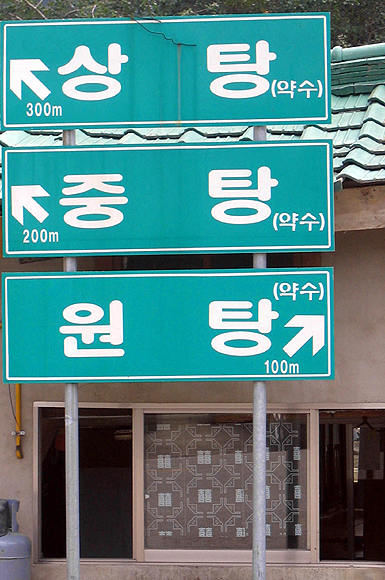 상 탕 (약수)
300m
중 탕 (약수)
200m
(약수)
원 탕
100m